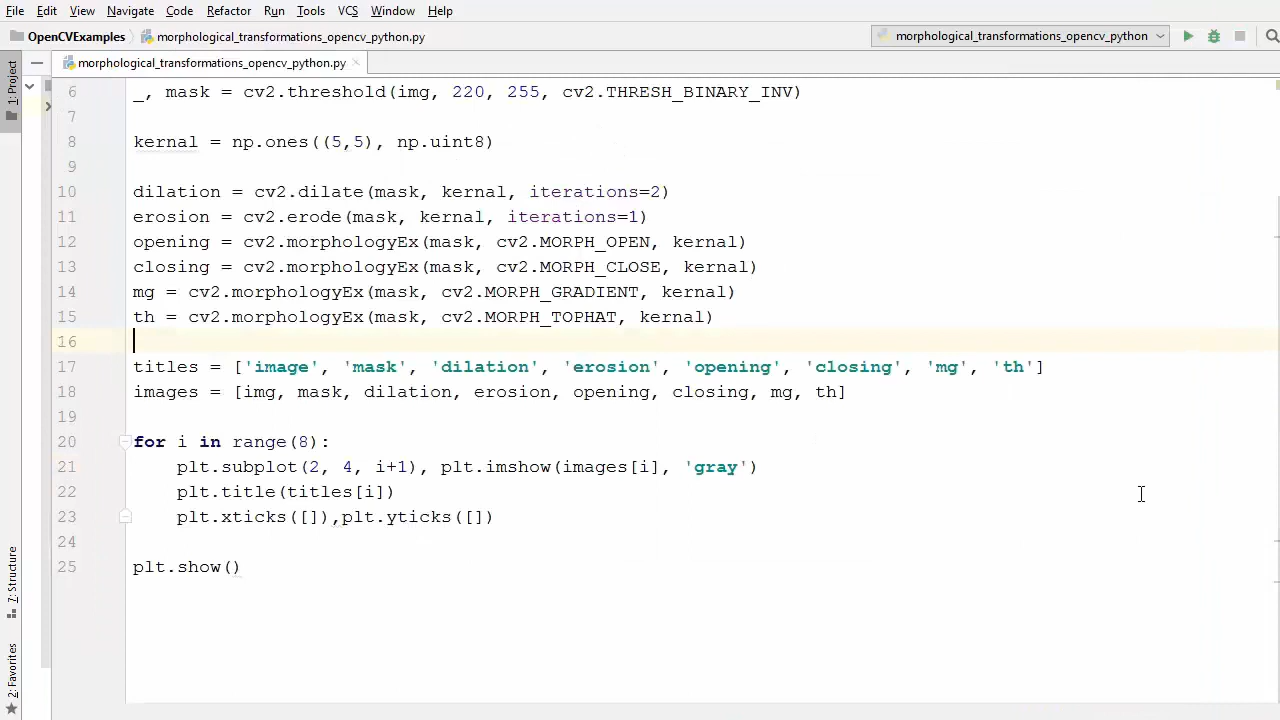 File Edit View Navigate Code Refactor Run Tools VCS Window Help
OpenCVExamples morphological_transformations_opencv_python.py morphological_transformations_opencv_python
1: Project
morphological_transformations_opencv_python.py
6 _, mask = cv2.threshold(img, 220, 255, cv2.THRESH_BINARY_INV)
7
8 kernal = np.ones((5,5), np.uint8)
9
10 dilation = cv2.dilate(mask, kernal, iterations=2)
11 erosion = cv2.erode(mask, kernal, iterations=1)
12 opening = cv2.morphologyEx(mask, cv2.MORPH_OPEN, kernal)
13 closing = cv2.morphologyEx(mask, cv2.MORPH_CLOSE, kernal)
14 mg = cv2.morphologyEx(mask, cv2.MORPH_GRADIENT, kernal)
15 th = cv2.morphologyEx(mask, cv2.MORPH_TOPHAT, kernal)
16
17 titles = ['image', 'mask', 'dilation', 'erosion', 'opening', 'closing', 'mg', 'th']
18 images = [img, mask, dilation, erosion, opening, closing, mg, th]
19
20 for i in range(8):
21 plt.subplot(2, 4, i+1), plt.imshow(images[i], 'gray')
22 plt.title(titles[i])
23 plt.xticks([]),plt.yticks([])
24
25 plt.show()
7: Structure
2: Favorites